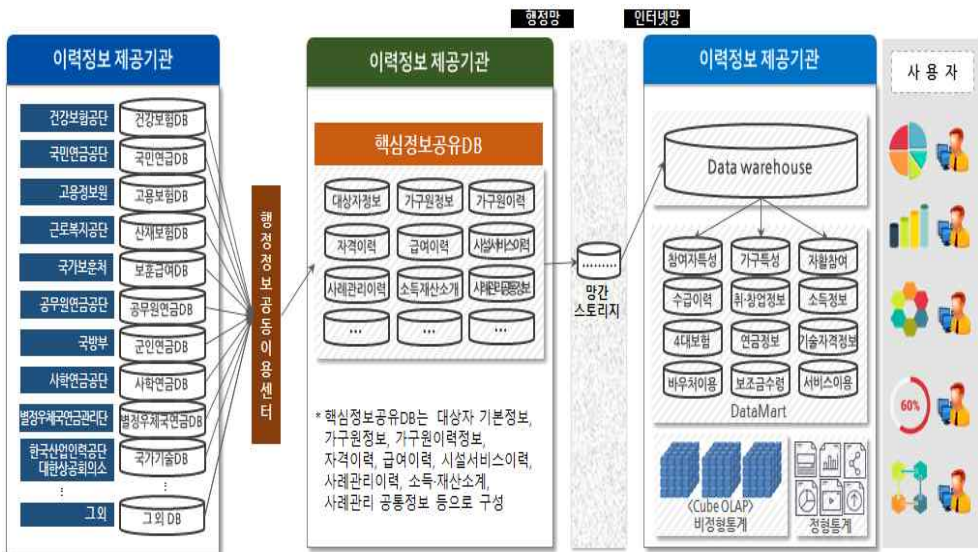 행정망
인터넷망
이력정보 제공기관
건강보험공단
건강보험DB
국민연금공단
국민연급DB
고용정보원
고용보험DB
근로복지공단
산재보험DB
국가보훈처
보훈급여DB
공무원연금공단
공무원연금DB
국방부
군인연금DB
사학연금공단
사학연금DB
별정우체국연금관리단
별정우체국연금DB
한국산업인력공단
대한상공회의소
국가기술DB
⋮
⋮
그 외
그 외 DB
행정정보공동이용센터
이력정보 제공기관
핵심정보공유DB
대상자정보
가구원정보
가구원이력
자격이력
급여이력
시설서비스이력
사례관리이력
소득재산소개
사례관리공통정보
...
...
...
* 핵심정보공유DB는 대상자 기본정보,
가구원정보, 가구원이력정보,
자격이력, 급여이력, 시설서비스이력,
사례관리이력, 소득·재산소계,
사례관리 공통정보 등으로 구성
.........
망간
스토리지
이력정보 제공기관
Data warehouse
참여자특성
가구특성
자활참여
수급이력
취·창업정보
소득정보
4대보험
연금정보
기술자격정보
바우처이용
보조금수령
서비스이용
DataMart
<Cube OLAP>
비정형통계
정형통계
사 용 자
60%